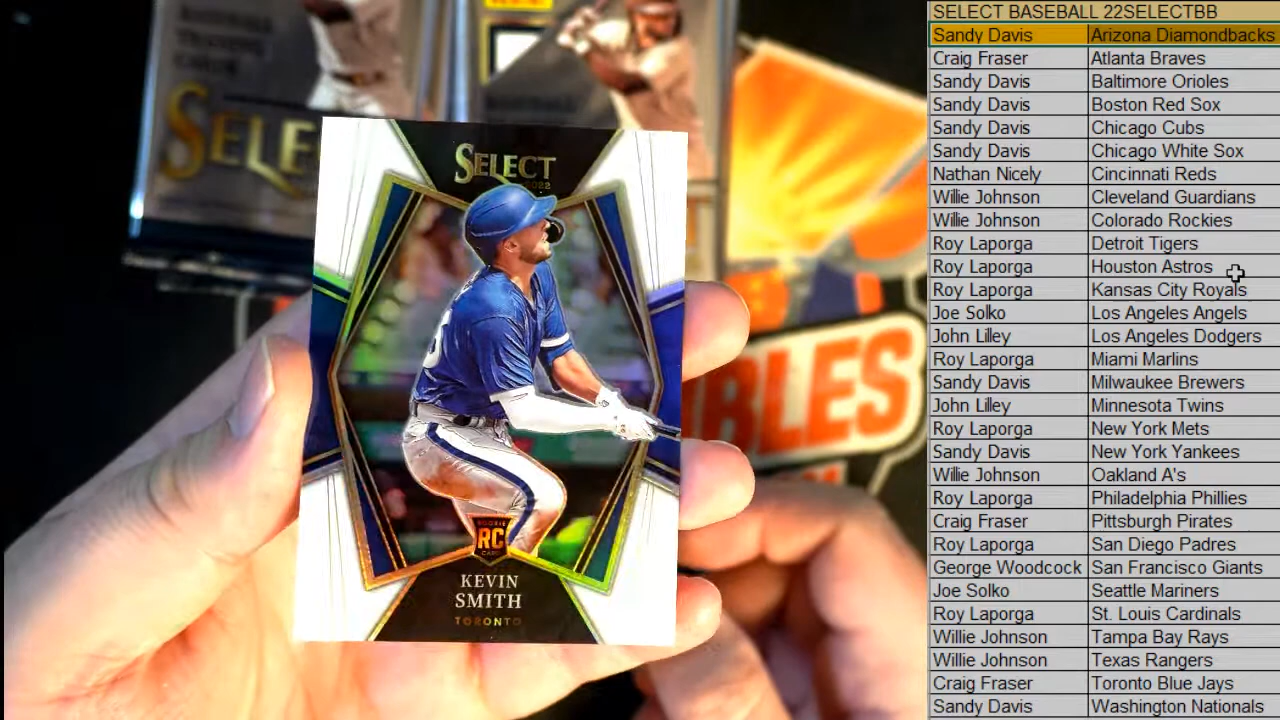 SELECT
2022
ROOKIE
RC
CARD
KEVIN
SMITH
TORONTO
SELE
BLES
SELECT BASEBALL 22SELECTBB
Sandy Davis Arizona Diamondbacks
Craig Fraser Atlanta Braves
Sandy Davis Baltimore Orioles
Sandy Davis Boston Red Sox
Sandy Davis Chicago Cubs
Sandy Davis Chicago White Sox
Nathan Nicely Cincinnati Reds
Willie Johnson Cleveland Guardians
Willie Johnson Colorado Rockies
Roy Laporga Detroit Tigers
Roy Laporga Houston Astros
Roy Laporga Kansas City Royals
Joe Solko Los Angeles Angels
John Lilley Los Angeles Dodgers
Roy Laporga Miami Marlins
Sandy Davis Milwaukee Brewers
John Lilley Minnesota Twins
Roy Laporga New York Mets
Sandy Davis New York Yankees
Willie Johnson Oakland A's
Roy Laporga Philadelphia Phillies
Craig Fraser Pittsburgh Pirates
Roy Laporga San Diego Padres
George Woodcock San Francisco Giants
Joe Solko Seattle Mariners
Roy Laporga St. Louis Cardinals
Willie Johnson Tampa Bay Rays
Willie Johnson Texas Rangers
Craig Fraser Toronto Blue Jays
Sandy Davis Washington Nationals